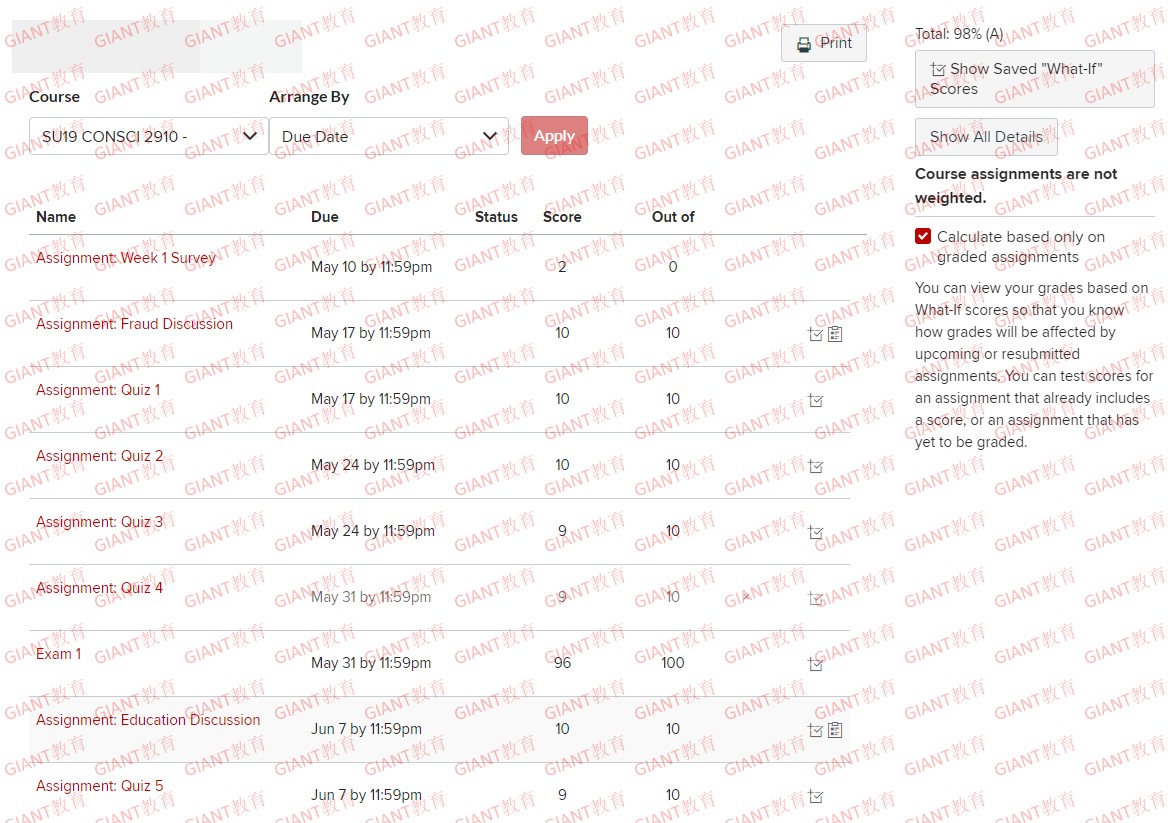 Print
Course
Arrange By
SU19 CONSCI 2910 -
Due Date
Apply
Name Due Status Score Out of
Assignment: Week 1 Survey May 10 by 11:59pm 2 0
Assignment: Fraud Discussion May 17 by 11:59pm 10 10
Assignment: Quiz 1 May 17 by 11:59pm 10 10
Assignment: Quiz 2 May 24 by 11:59pm 10 10
Assignment: Quiz 3 May 24 by 11:59pm 9 10
Assignment: Quiz 4 May 31 by 11:59pm 9 10 ×
Exam 1 May 31 by 11:59pm 96 100
Assignment: Education Discussion Jun 7 by 11:59pm 10 10
Assignment: Quiz 5 Jun 7 by 11:59pm 9 10
Total: 98% (A)
Show Saved "What-If"
Scores
Show All Details
Course assignments are not
weighted.
Calculate based only on
graded assignments
You can view your grades based on
What-If scores so that you know
how grades will be affected by
upcoming or resubmitted
assignments. You can test scores for
an assignment that already includes
a score, or an assignment that has
yet to be graded.
GIANT教育